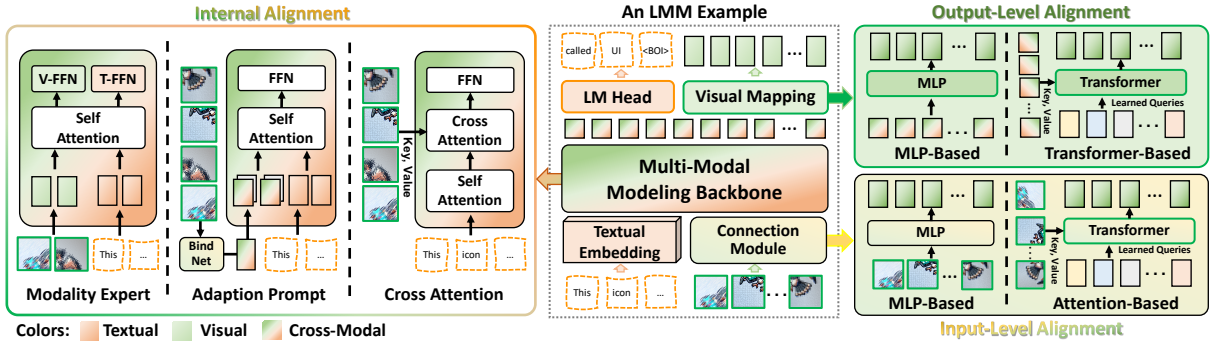 Internal Alignment
V-FFN
T-FFN
Self
Attention
This
...
Modality Expert
FFN
Self
Attention
Bind
Net
This
...
Adaption Prompt
FFN
Cross
Attention
Key, Value
Self
Attention
This
icon
...
Cross Attention
Colors:
Textual
Visual
Cross-Modal
An LMM Example
called
UI
<BOI>
...
LM Head
Visual Mapping
...
Multi-Modal
Modeling Backbone
Textual
Embedding
Connection
Module
This
icon
...
...
Output-Level Alignment
...
MLP
...
MLP-Based
...
Key, Value
...
Transformer
Learned Queries
...
Transformer-Based
...
MLP
...
MLP-Based
...
Key, Value
...
Transformer
Learned Queries
...
Attention-Based
Input-Level Alignment